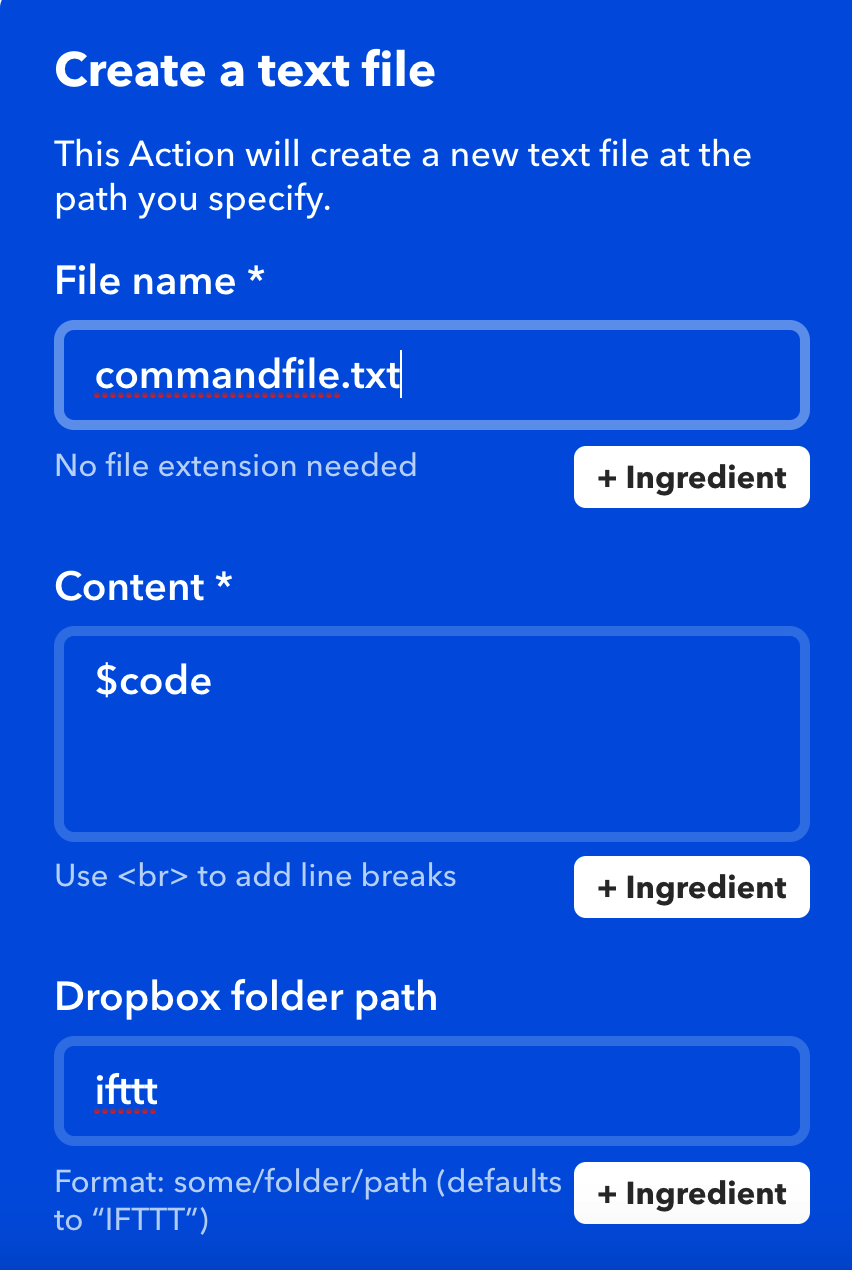 Create a text file
This Action will create a new text file at the
path you specify.
File name *
commandfile.txt
No file extension needed
+ Ingredient
Content *
$code
Use <br> to add line breaks
+ Ingredient
Dropbox folder path
ifttt
Format: some/folder/path (defaults
to “IFTTT”)
+ Ingredient